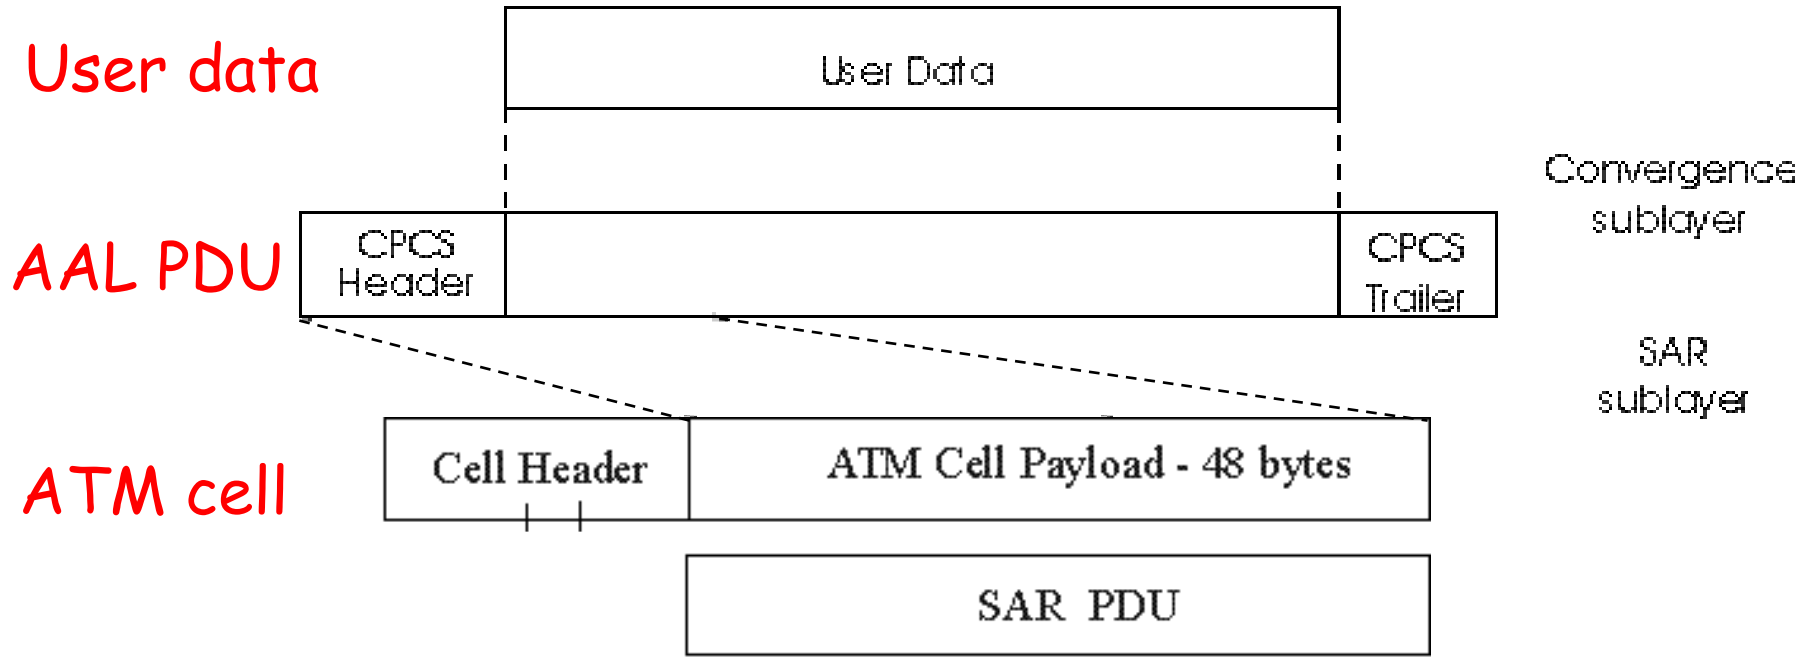 User data
User Data
Convergence
sublayer
AAL PDU
CPCS
Header
CPCS
Trailer
SAR
sublayer
ATM cell
Cell Header
ATM Cell Payload - 48 bytes
SAR PDU